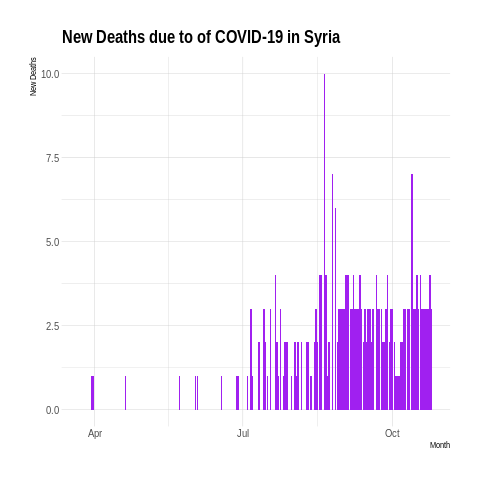 New Deaths due to of COVID-19 in Syria
New Deaths
10.0
7.5
5.0
2.5
0.0
Apr
Jul
Oct
Month